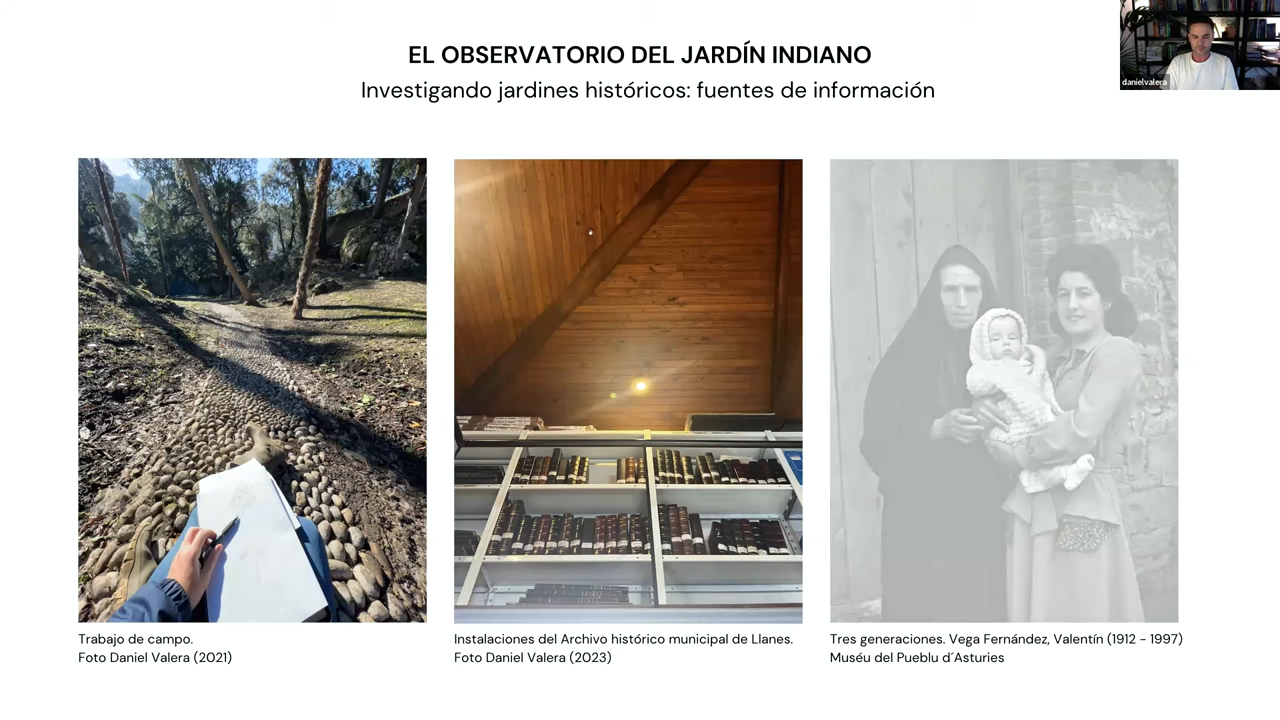 EL OBSERVATORIO DEL JARDÍN INDIANO
Investigando jardines históricos: fuentes de información
danielvalera
Trabajo de campo.
Foto Daniel Valera (2021)
Instalaciones del Archivo histórico municipal de Llanes.
Foto Daniel Valera (2023)
Tres generaciones. Vega Fernández, Valentín (1912 - 1997)
Muséu del Pueblu d´Asturies